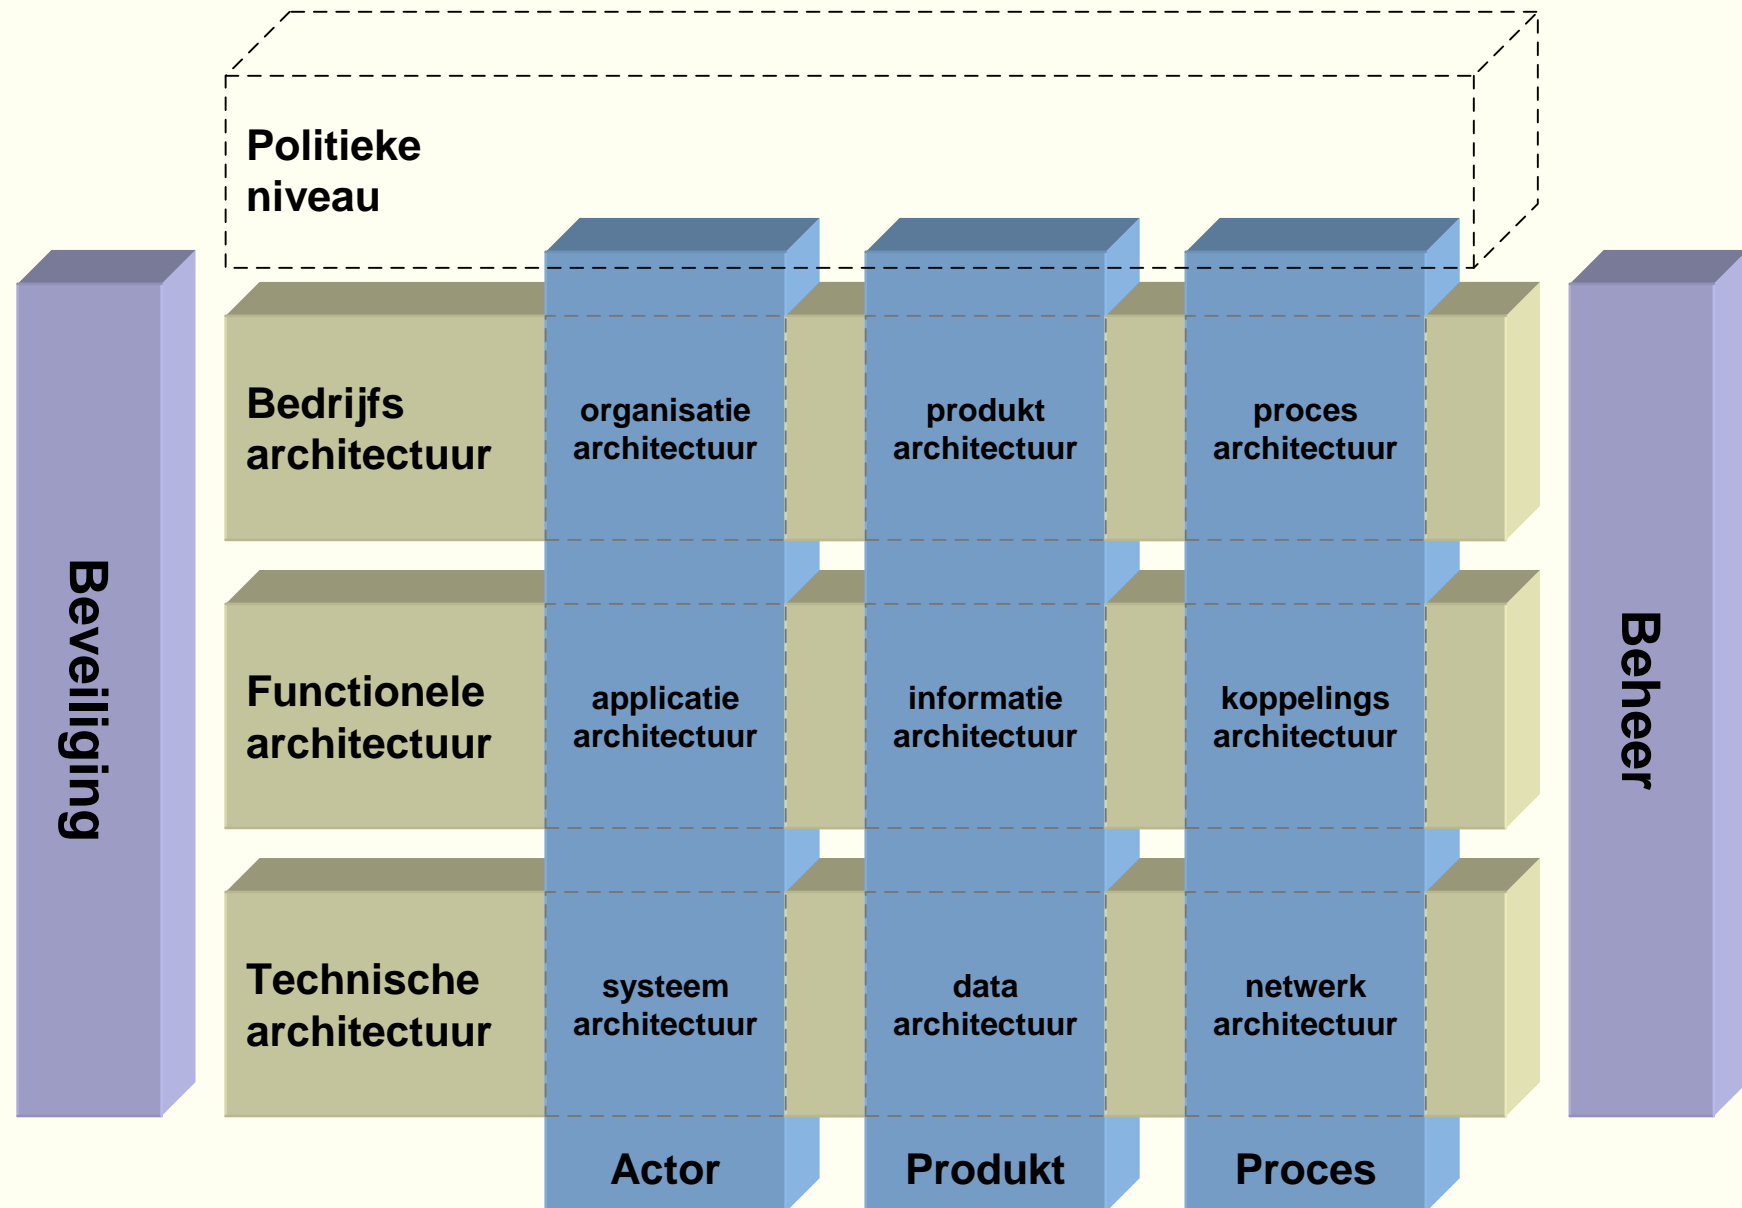 Politieke
niveau
Beveiliging
Bedrijfs
architectuur
organisatie
architectuur
produkt
architectuur
proces
architectuur
Functionele
architectuur
applicatie
architectuur
informatie
architectuur
koppelings
architectuur
Technische
architectuur
systeem
architectuur
data
architectuur
netwerk
architectuur
Beheer
Actor
Produkt
Proces